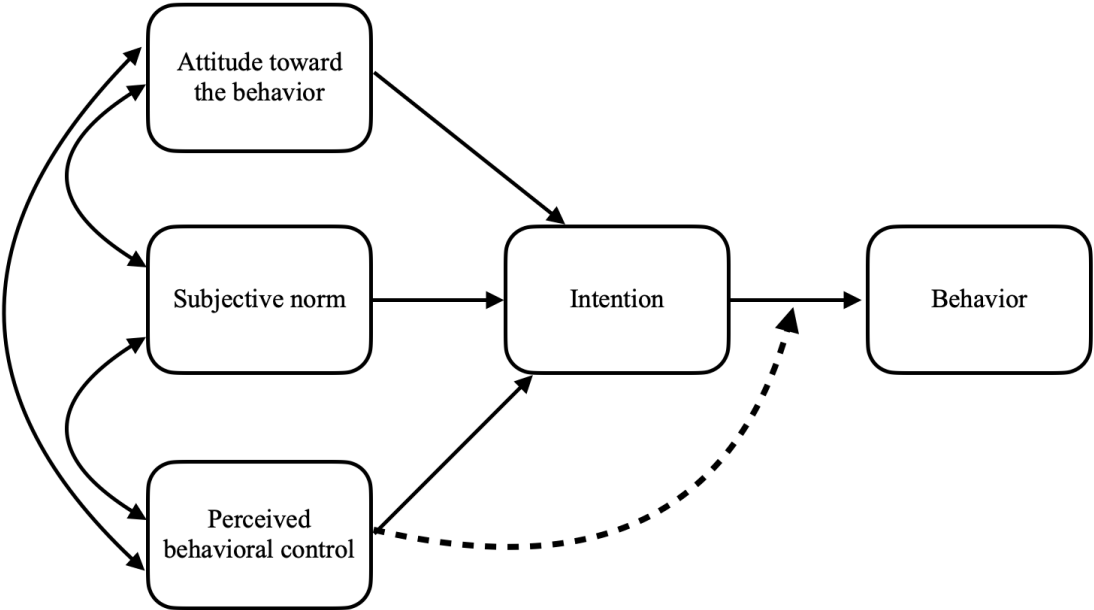 Attitude toward
the behavior
Subjective norm
Intention
Behavior
Perceived
behavioral control